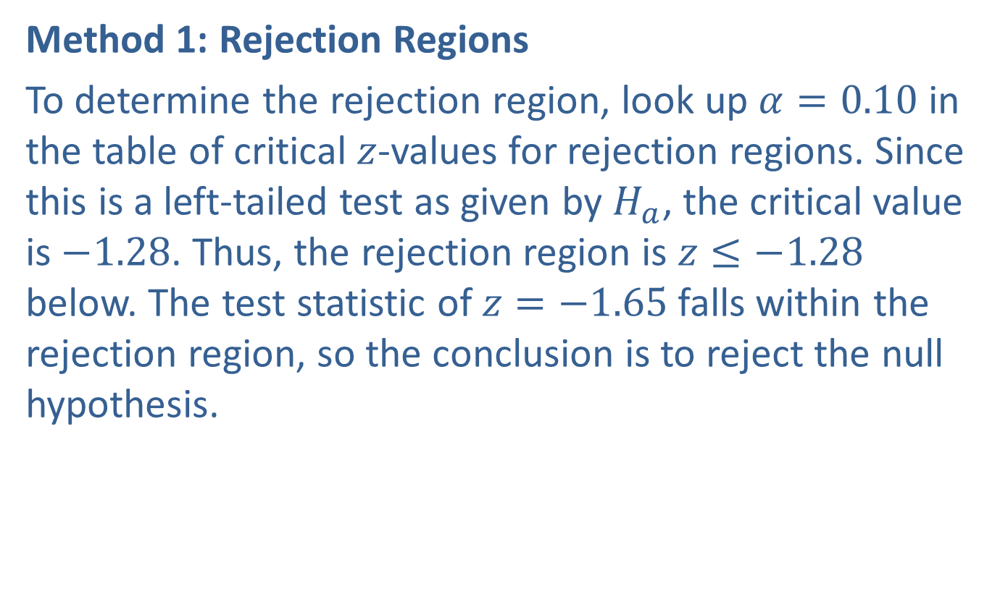 Method 1: Rejection Regions
To determine the rejection region, look up α = 0.10 in
the table of critical z-values for rejection regions. Since
this is a left-tailed test as given by Hₐ, the critical value
is −1.28. Thus, the rejection region is z ≤ −1.28
below. The test statistic of z = −1.65 falls within the
rejection region, so the conclusion is to reject the null
hypothesis.